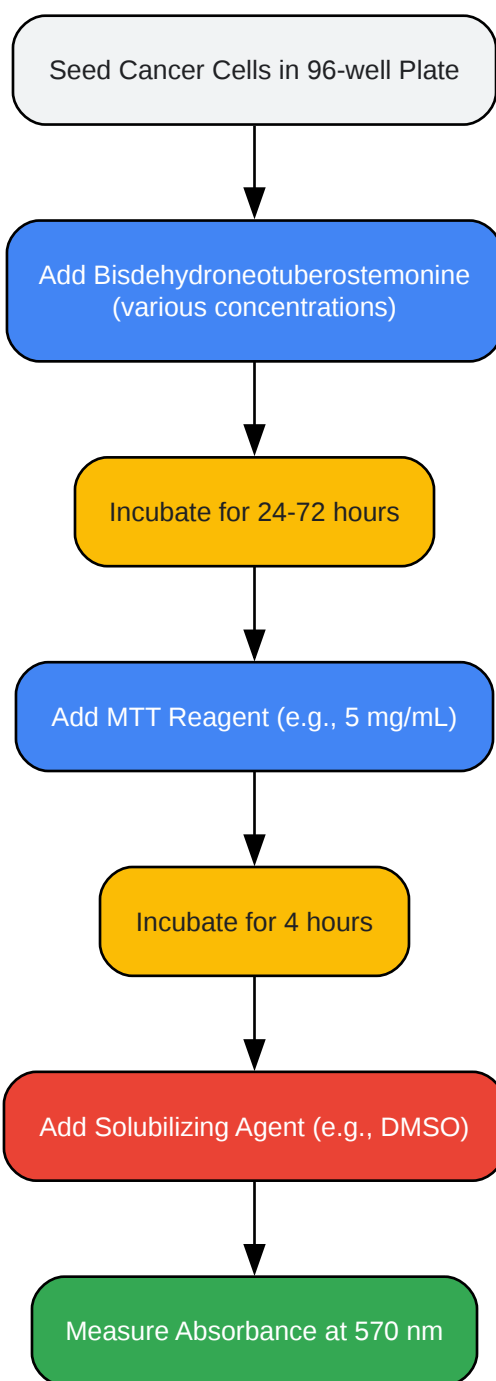 Seed Cancer Cells in 96-well Plate
Add Bisdehydroneotuberostemonine
(various concentrations)
Incubate for 24-72 hours
Add MTT Reagent (e.g., 5 mg/mL)
Incubate for 4 hours
Add Solubilizing Agent (e.g., DMSO)
Measure Absorbance at 570 nm